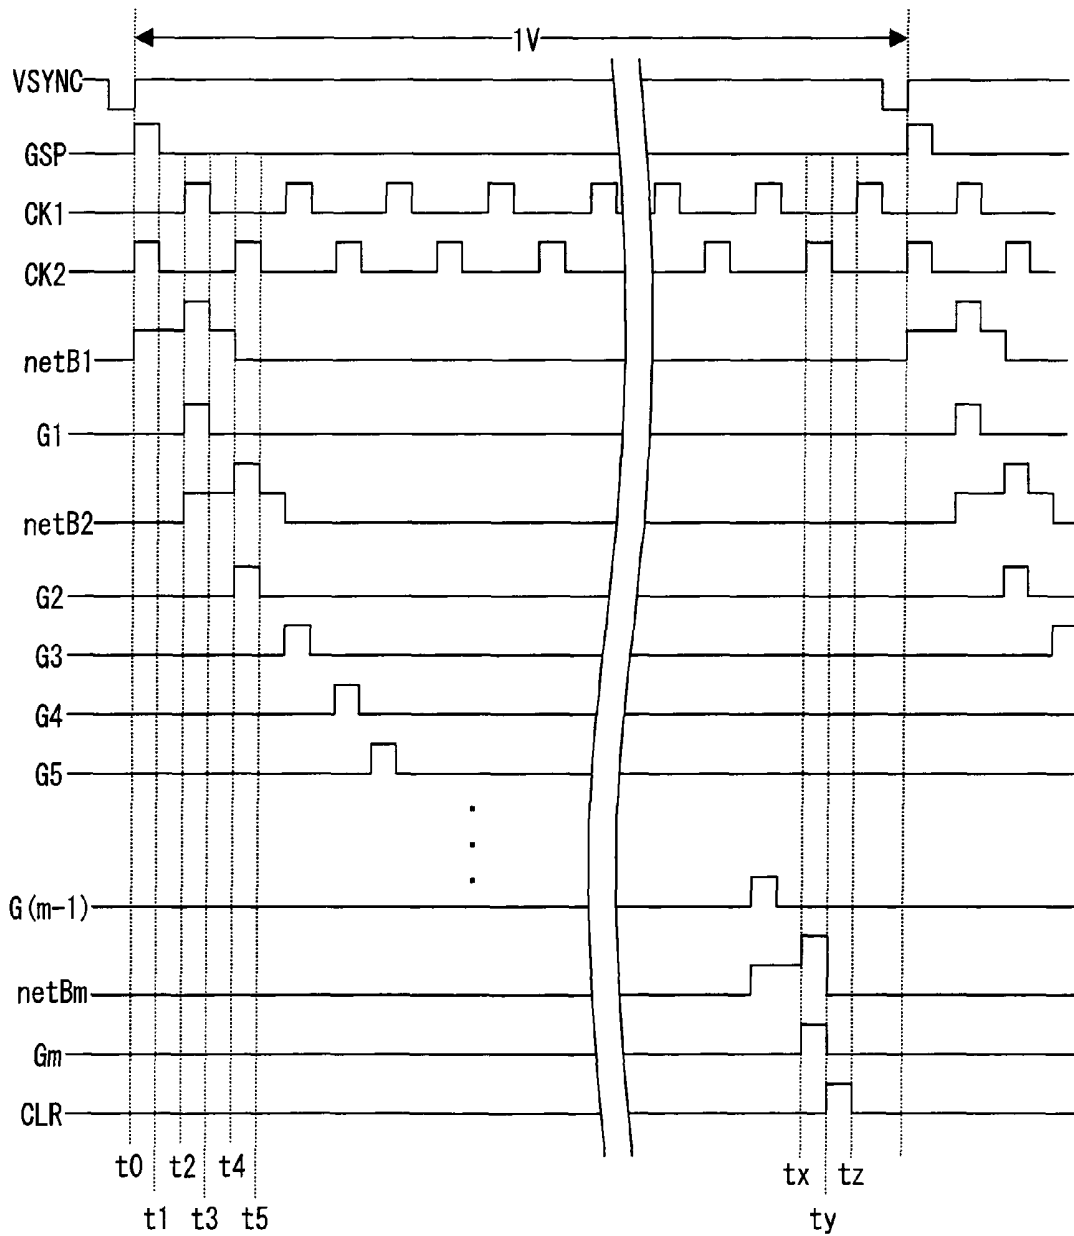 1V
VSYNC
GSP
CK1
CK2
netB1
G1
netB2
G2
G3
G4
G5
G(m-1)
netBm
Gm
CLR
t0 t2 t4 tx tz
t1 t3 t5 ty